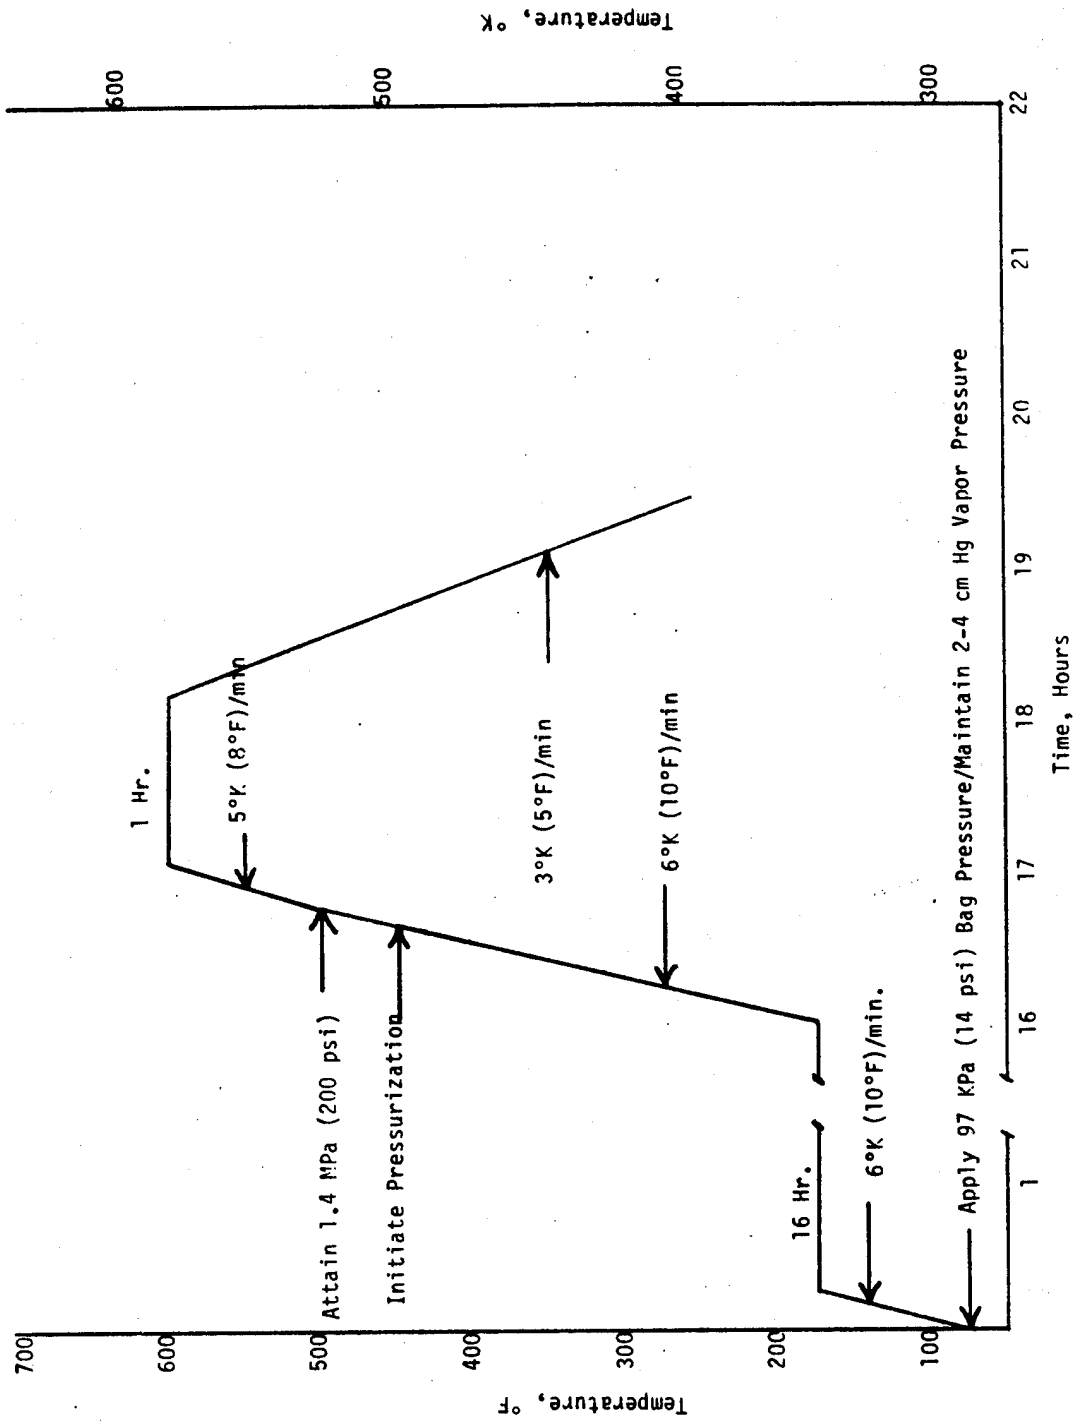 Temperature, °F
700
600
500
400
300
200
100
Temperature, °K
600
500
400
300
1 Hr.
5°K (8°F)/min
Attain 1.4 MPa (200 psi)
Initiate Pressurization
3°K (5°F)/min
6°K (10°F)/min
16 Hr.
6°K (10°F)/min.
Apply 97 KPa (14 psi) Bag Pressure/Maintain 2-4 cm Hg Vapor Pressure
1
16
17
18
19
20
21
22
Time, Hours